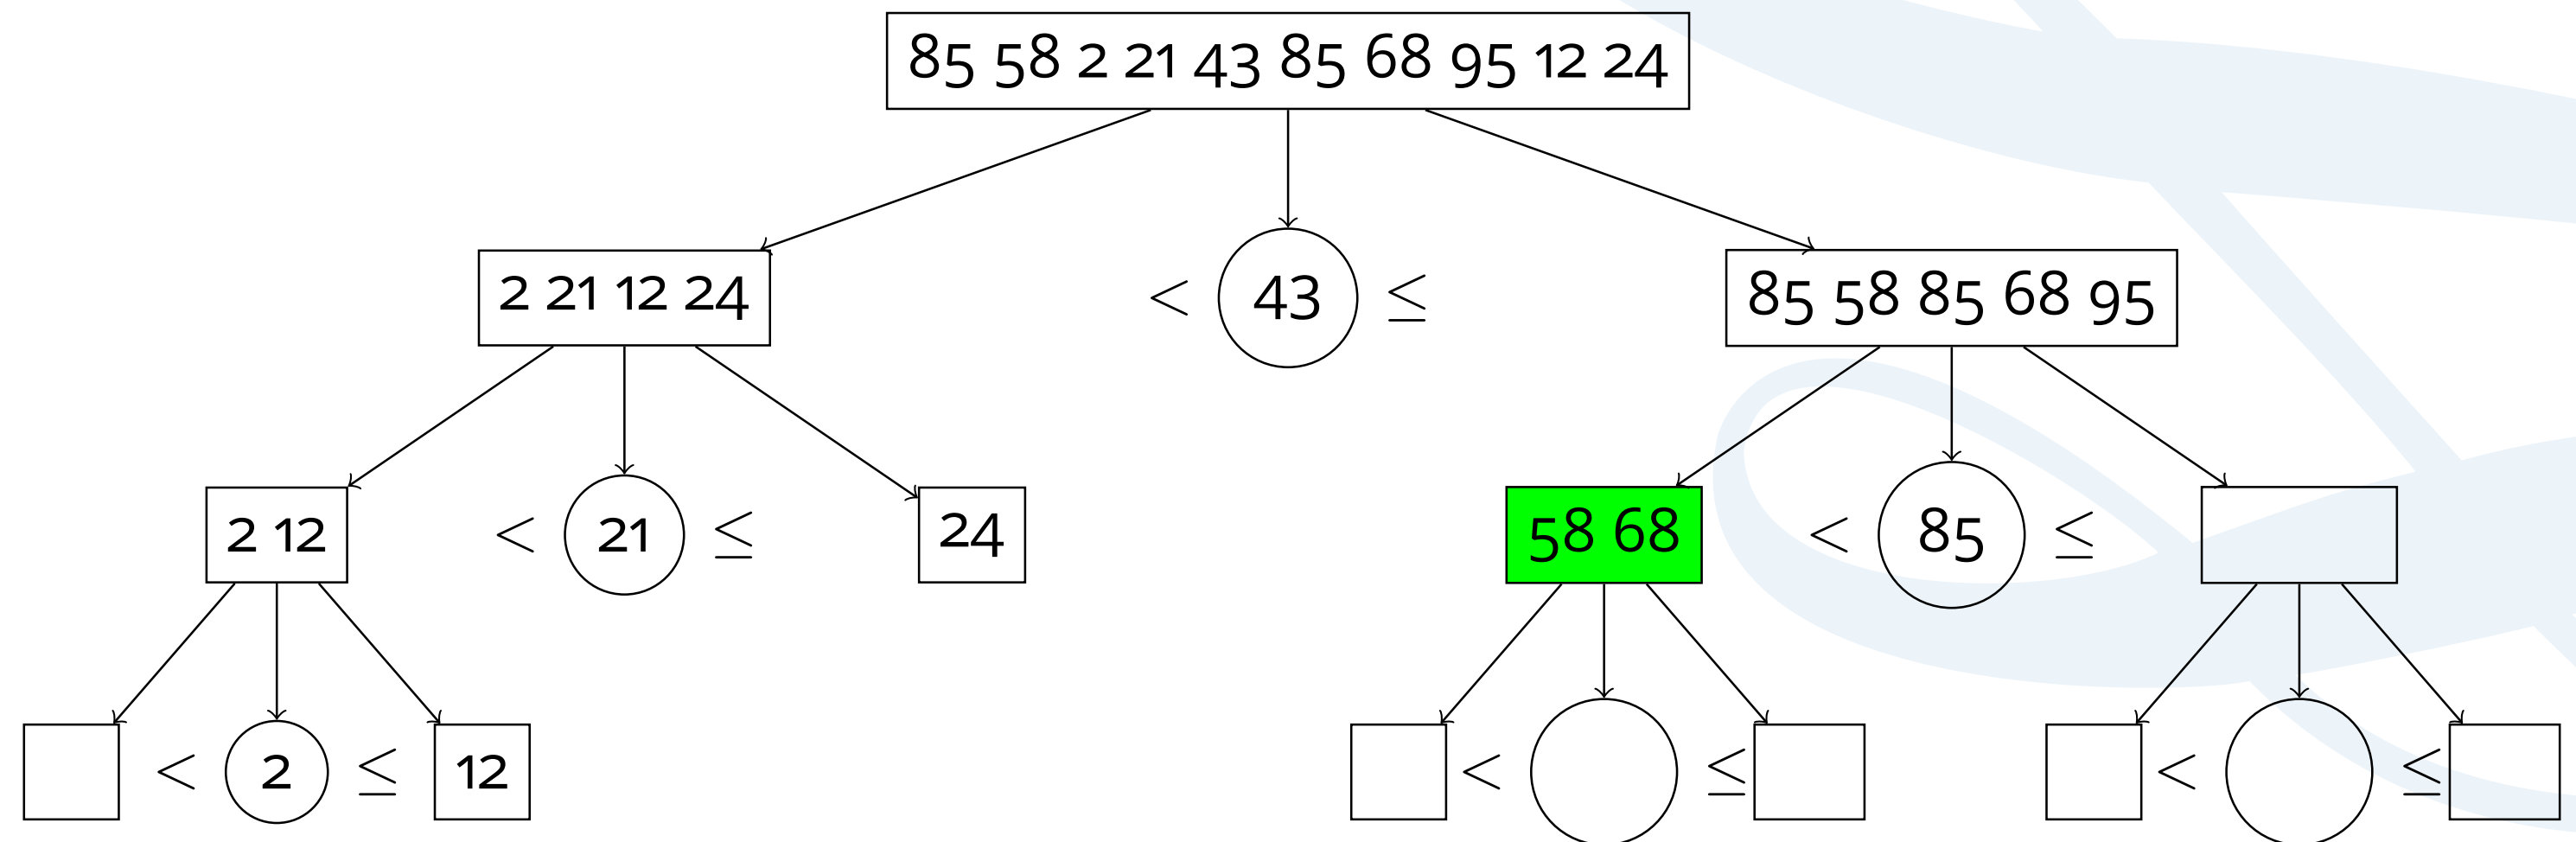 85 58 2 21 43 85 68 95 12 24
2 21 12 24 < 43 ≤ 85 58 85 68 95
2 12 < 21 ≤ 24 58 68 < 85 ≤
< 2 ≤ 12 < ≤ < ≤